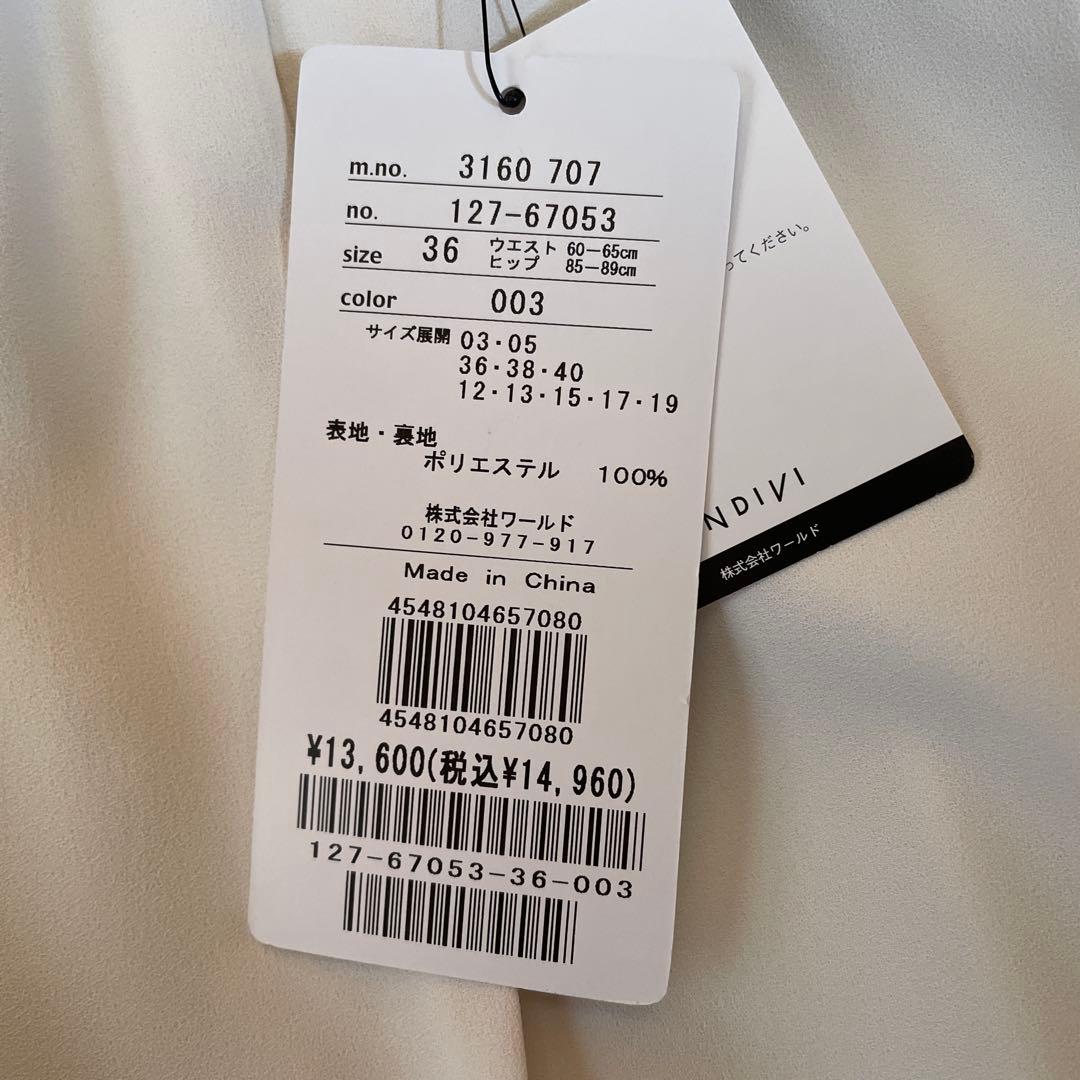 m.no. 3160 707
no. 127-67053
size 36 ウエスト 60-65cm
ヒップ 85-89cm
color 003
サイズ展開 03・05
36・38・40
12・13・15・17・19
表地・裏地
ポリエステル 100%
株式会社ワールド
0120-977-917
Made in China
4548104657080
4548104657080
¥13,600(税込¥14,960)
127-67053-36-003
ってください。
NDIVI
株式会社ワールド